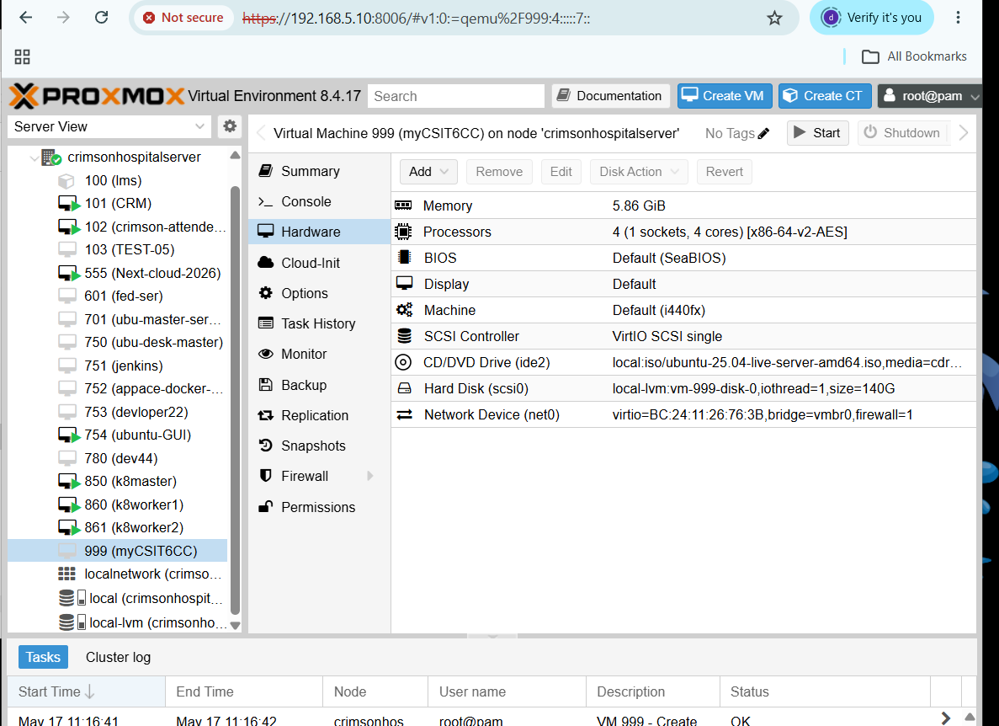 Not secure
https://192.168.5.10:8006/#v1:0:=qemu%2F999:4:::::7::
d
Verify it's you
All Bookmarks
PROXMOX Virtual Environment 8.4.17
Search
Documentation
Create VM
Create CT
root@pam
Server View
crimsonhospitalserver
100 (lms)
101 (CRM)
102 (crimson-attende...
103 (TEST-05)
555 (Next-cloud-2026)
601 (fed-ser)
701 (ubu-master-ser...
750 (ubu-desk-master)
751 (jenkins)
752 (appace-docker-...
753 (devloper22)
754 (ubuntu-GUI)
780 (dev44)
850 (k8master)
860 (k8worker1)
861 (k8worker2)
999 (myCSIT6CC)
localnetwork (crimso...
local (crimsonhospit...
local-lvm (crimsonho...
Virtual Machine 999 (myCSIT6CC) on node 'crimsonhospitalserver'
No Tags
Start
Shutdown
Summary
Console
Hardware
Cloud-Init
Options
Task History
Monitor
Backup
Replication
Snapshots
Firewall
Permissions
Add
Remove
Edit
Disk Action
Revert
Memory 5.86 GiB
Processors 4 (1 sockets, 4 cores) [x86-64-v2-AES]
BIOS Default (SeaBIOS)
Display Default
Machine Default (i440fx)
SCSI Controller VirtIO SCSI single
CD/DVD Drive (ide2) local:iso/ubuntu-25.04-live-server-amd64.iso,media=cdr...
Hard Disk (scsi0) local-lvm:vm-999-disk-0,iothread=1,size=140G
Network Device (net0) virtio=BC:24:11:26:76:3B,bridge=vmbr0,firewall=1
Tasks
Cluster log
Start Time End Time Node User name Description Status
May 17 11:16:41 May 17 11:16:42 crimsonhos root@pam VM 999 - Create OK